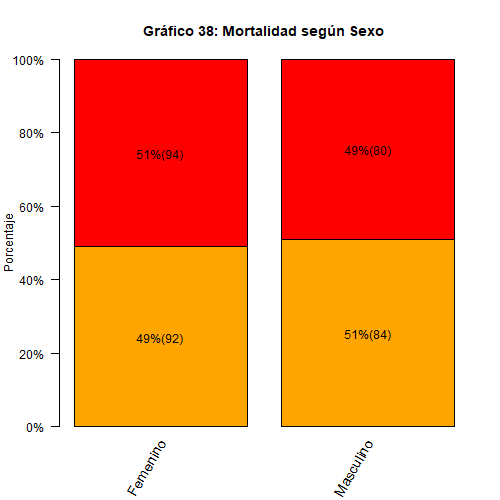 Gráfico 38: Mortalidad según Sexo
100%
80%
60%
40%
20%
0%
Porcentaje
51%(94)
49%(80)
49%(92)
51%(84)
Femenino
Masculino